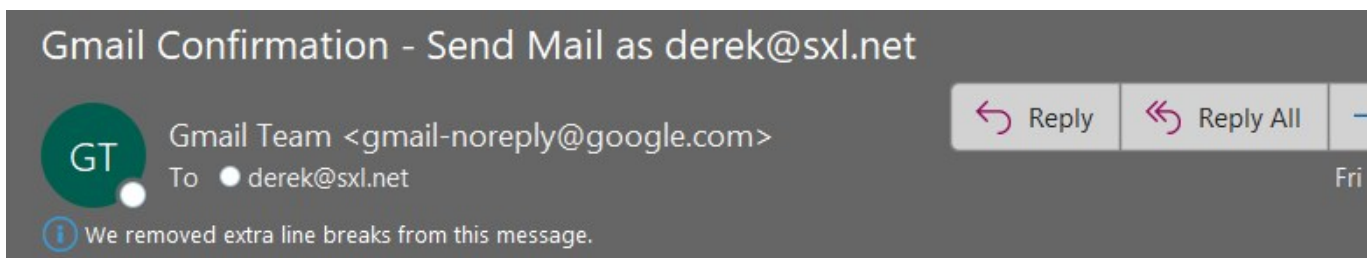 Gmail Confirmation - Send Mail as derek@sxl.net
Reply
Reply All
GT
Gmail Team <gmail-noreply@google.com>
To derek@sxl.net
Fri
We removed extra line breaks from this message.